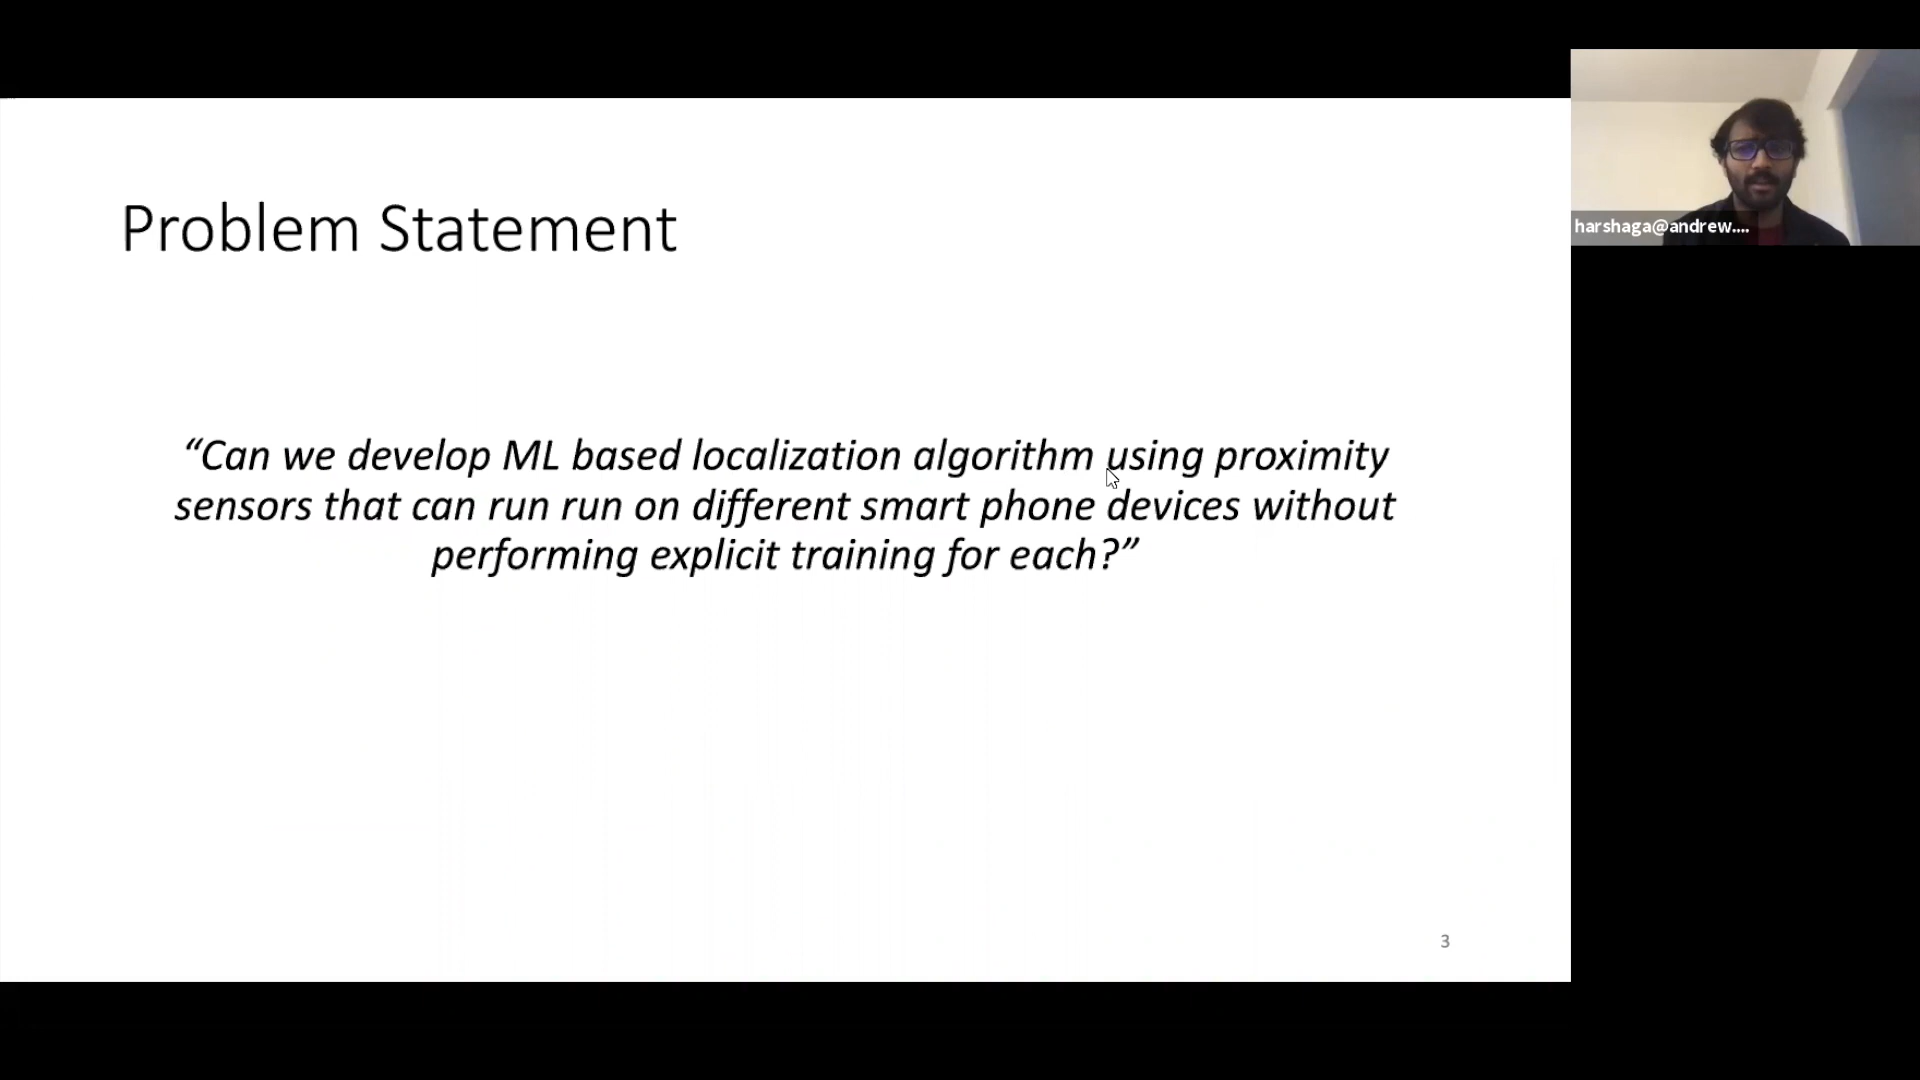 Problem Statement
“Can we develop ML based localization algorithm using proximity
sensors that can run run on different smart phone devices without
performing explicit training for each?”
3
harshaga@andrew....